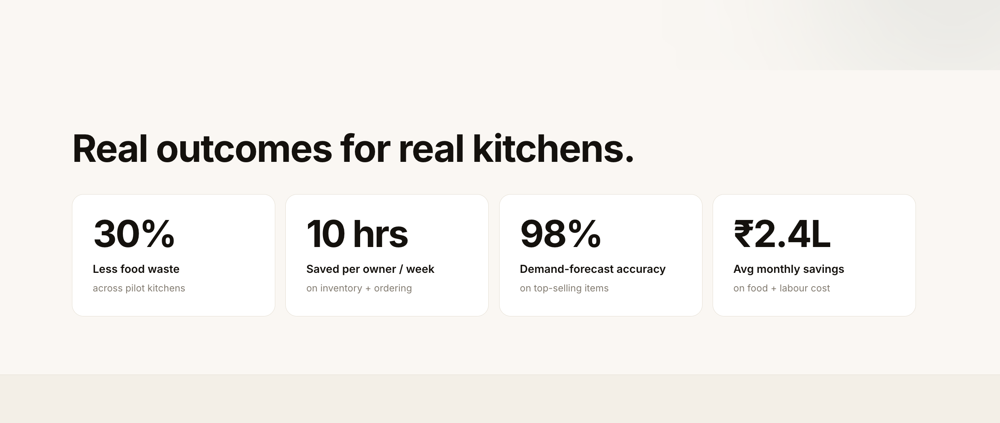 Real outcomes for real kitchens.
30%
Less food waste
across pilot kitchens
10 hrs
Saved per owner / week
on inventory + ordering
98%
Demand-forecast accuracy
on top-selling items
₹2.4L
Avg monthly savings
on food + labour cost